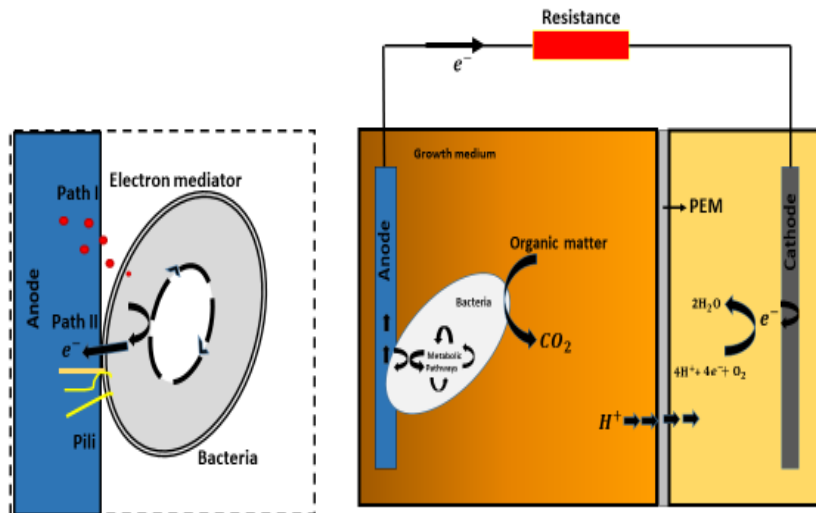 Resistance
e⁻
Electron mediator
Path I
Anode
Path II
e⁻
Pili
Bacteria
Growth medium
Anode
Organic matter
Bacteria
Metabolic
Pathways
CO₂
H⁺
PEM
Cathode
2H₂O
e⁻
4H⁺+ 4e⁻+ O₂